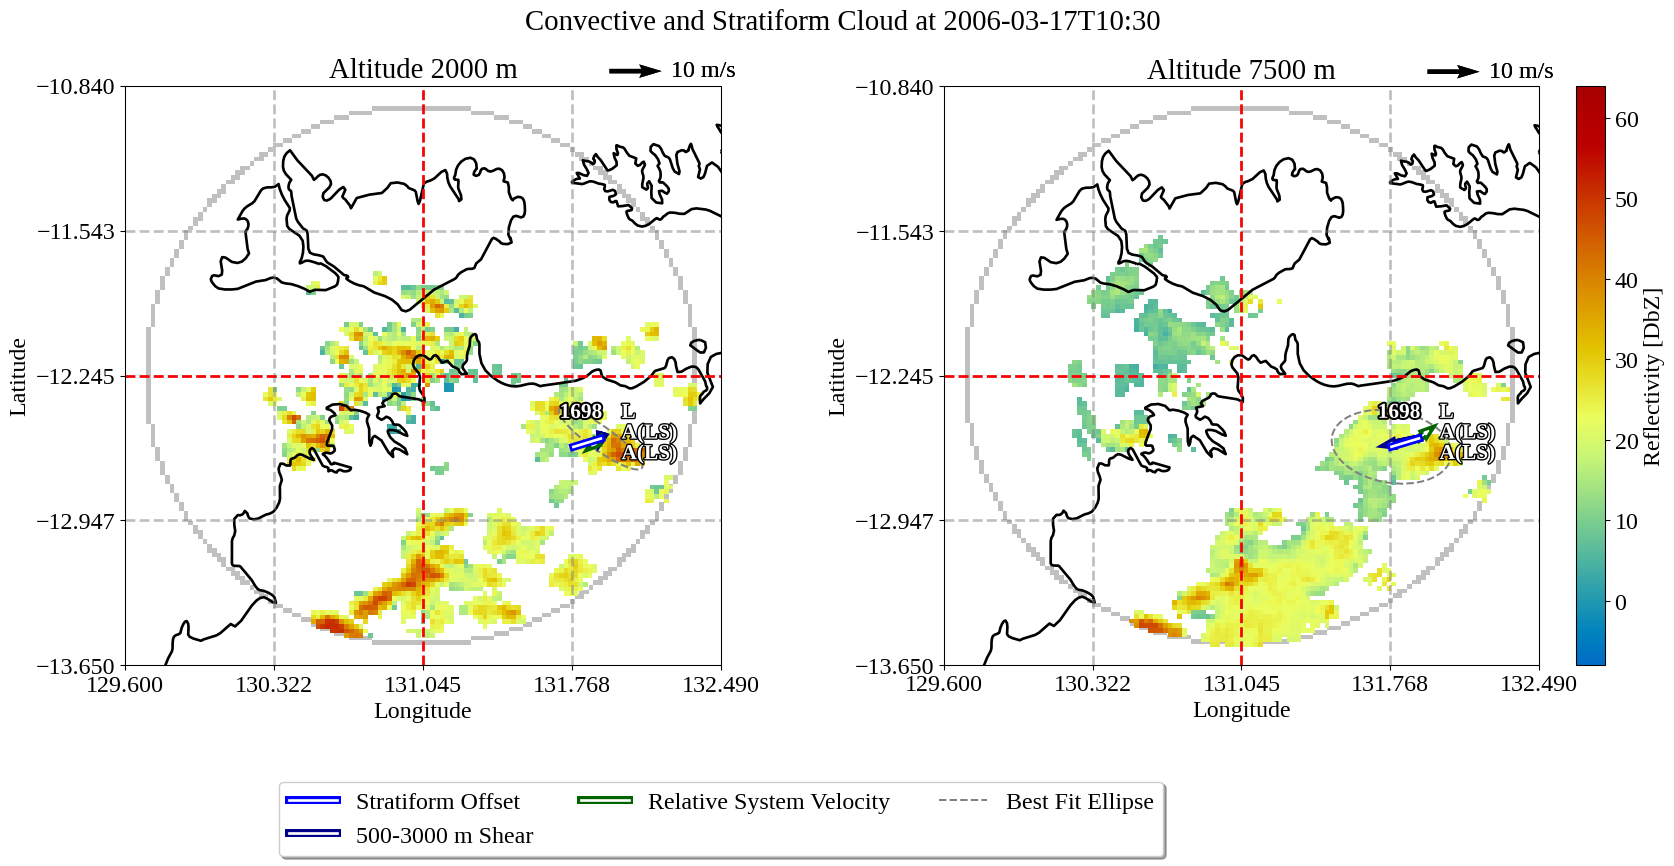 Convective and Stratiform Cloud at 2006-03-17T10:30
Altitude 2000 m
10 m/s
−10.840
−11.543
−12.245
−12.947
−13.650
129.600
130.322
131.045
131.768
132.490
Longitude
Latitude
1698
L
A(LS)
A(LS)
Altitude 7500 m
10 m/s
−10.840
−11.543
−12.245
−12.947
−13.650
129.600
130.322
131.045
131.768
132.490
Longitude
Latitude
1698
L
A(LS)
A(LS)
60
50
40
30
20
10
0
Reflectivity [DbZ]
Stratiform Offset
500-3000 m Shear
Relative System Velocity
Best Fit Ellipse